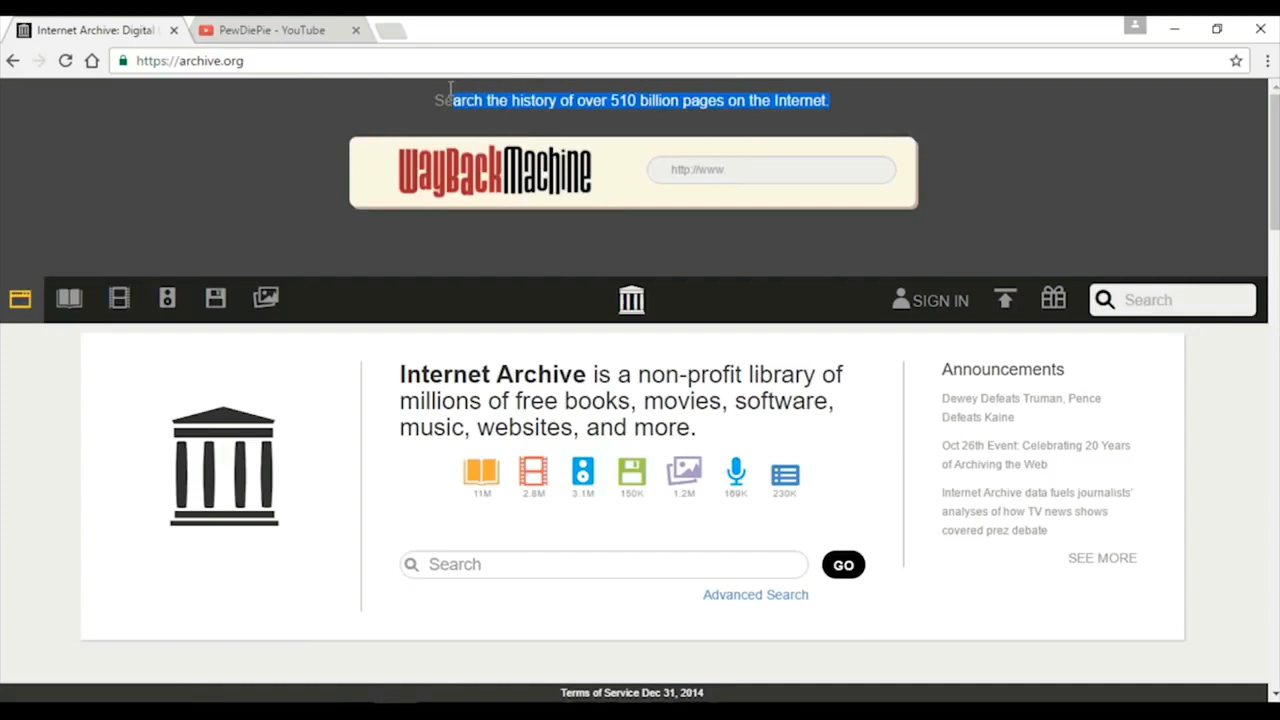 Internet Archive: Digital
PewDiePie - YouTube
https://archive.org
Search the history of over 510 billion pages on the Internet.
WayBackMachine
http://www
SIGN IN
Search
Internet Archive is a non-profit library of
millions of free books, movies, software,
music, websites, and more.
11M
2.8M
3.1M
150K
1.2M
169K
230K
Search
GO
Advanced Search
Announcements
Dewey Defeats Truman, Pence
Defeats Kaine
Oct 26th Event: Celebrating 20 Years
of Archiving the Web
Internet Archive data fuels journalists'
analyses of how TV news shows
covered prez debate
SEE MORE
Terms of Service Dec 31, 2014